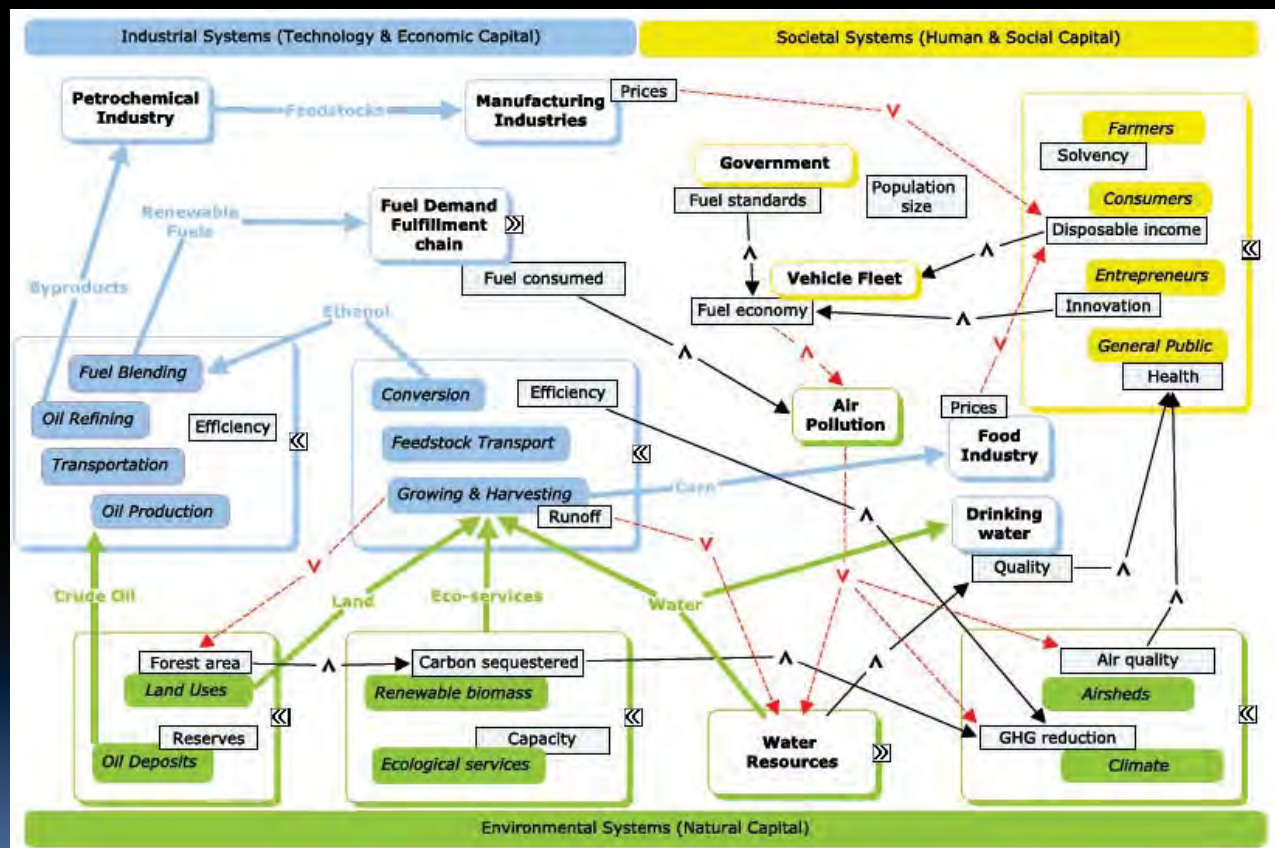 Industrial Systems (Technology & Economic Capital)
Societal Systems (Human & Social Capital)
Petrochemical
Industry
Feedstocks
Manufacturing
Industries
Prices
Farmers
Solvency
Government
Fuel standards
Population
size
Consumers
Disposable income
Renewable
Fuels
Fuel Demand
Fulfillment
chain
Fuel consumed
Vehicle Fleet
Fuel economy
Entrepreneurs
Innovation
General Public
Health
Byproducts
Ethanol
Fuel Blending
Oil Refining
Efficiency
Transportation
Oil Production
Conversion
Efficiency
Feedstock Transport
Growing & Harvesting
Runoff
Corn
Air
Pollution
Prices
Food
Industry
Drinking
water
Quality
Crude Oil
Land
Eco-services
Water
Forest area
Land Uses
Reserves
Oil Deposits
Carbon sequestered
Renewable biomass
Capacity
Ecological services
Water
Resources
Air quality
Airsheds
GHG reduction
Climate
Environmental Systems (Natural Capital)